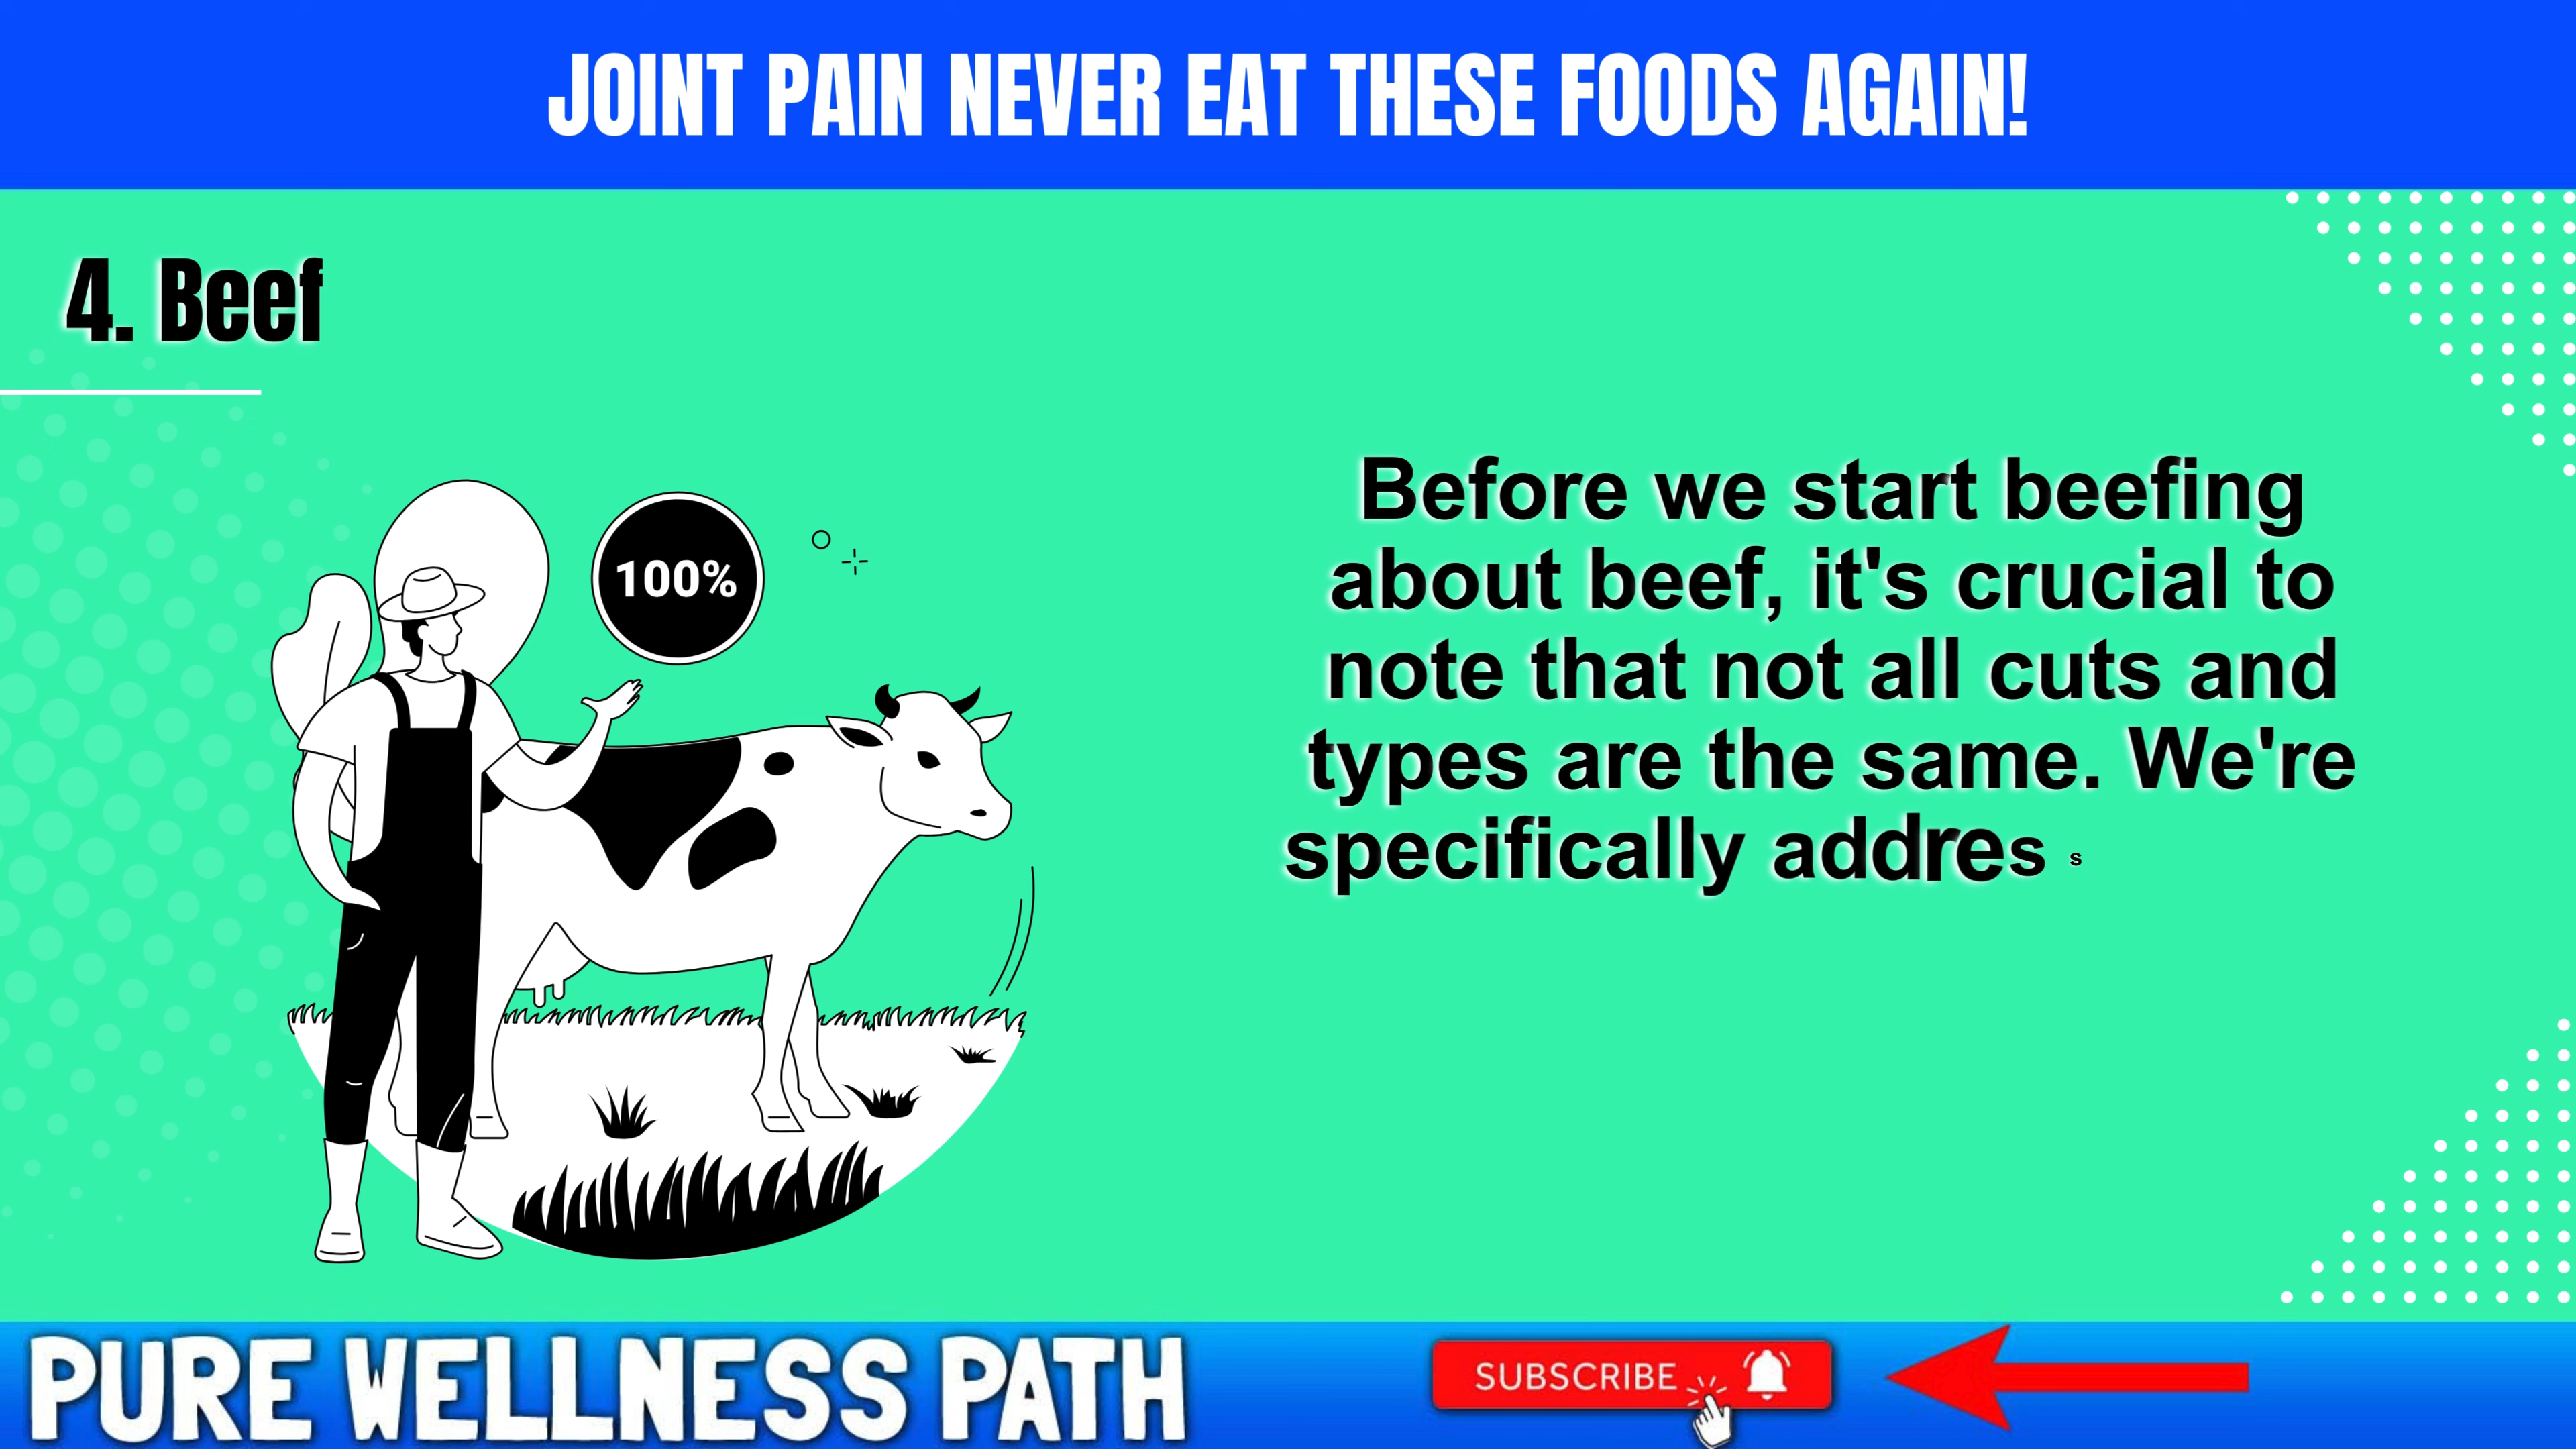 JOINT PAIN NEVER EAT THESE FOODS AGAIN!
4. Beef
100%
Before we start beefing
about beef, it's crucial to
note that not all cuts and
types are the same. We're
specifically address
PURE WELLNESS PATH
SUBSCRIBE